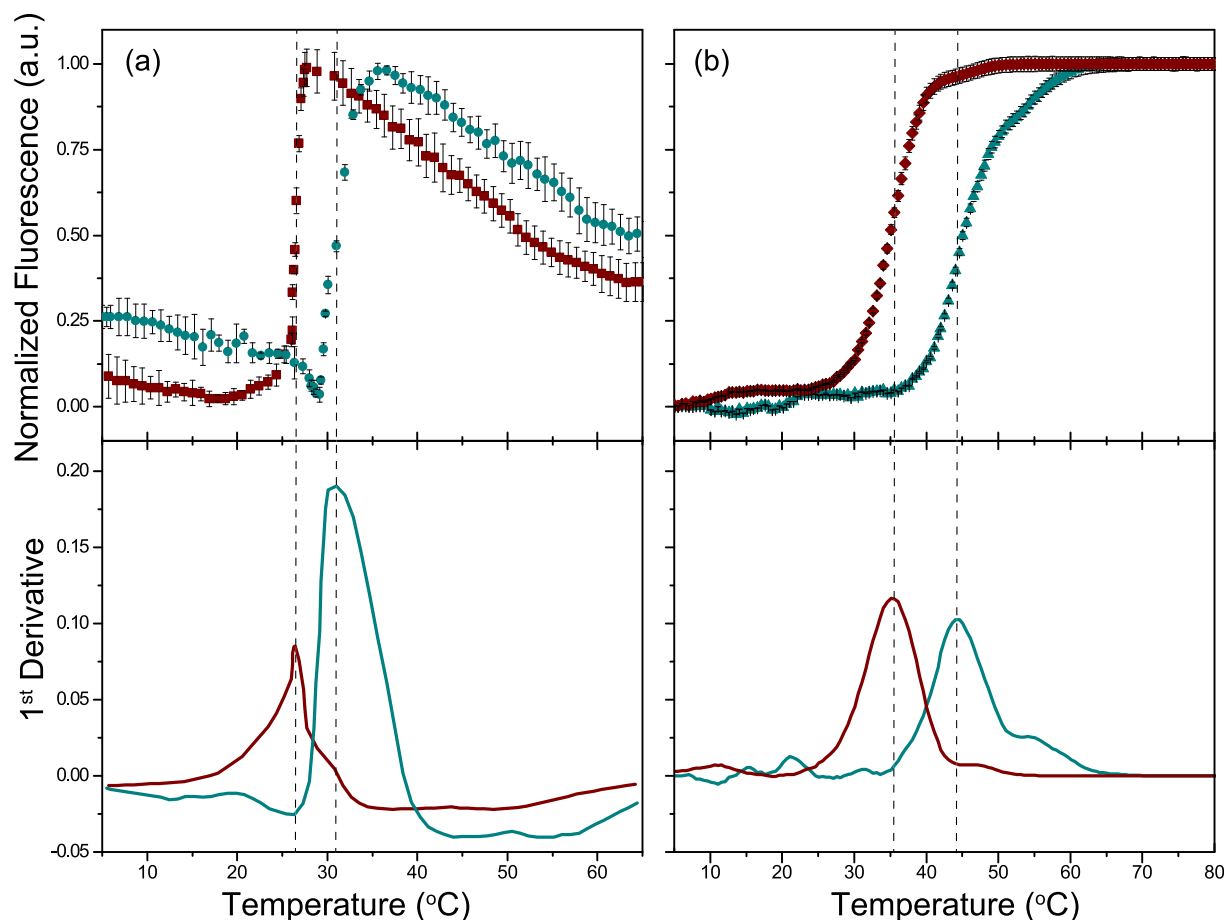 Normalized Fluorescence (a.u.)
(a)
(b)
1.00
0.75
0.50
0.25
0.00
1st Derivative
0.20
0.15
0.10
0.05
0.00
-0.05
10 20 30 40 50 60
10 20 30 40 50 60 70 80
Temperature (oC)
Temperature (oC)